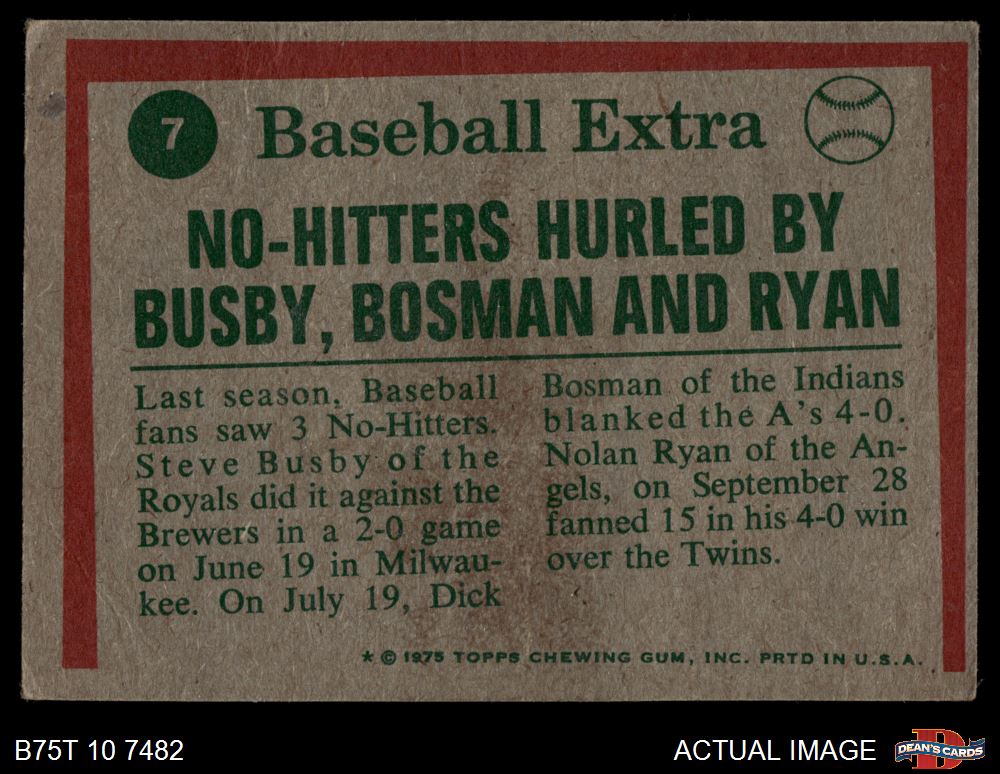 7 Baseball Extra
NO-HITTERS HURLED BY
BUSBY, BOSMAN AND RYAN
Last season, Baseball
fans saw 3 No-Hitters.
Steve Busby of the
Royals did it against the
Brewers in a 2-0 game
on June 19 in Milwau-
kee. On July 19, Dick
Bosman of the Indians
blanked the A's 4-0.
Nolan Ryan of the An-
gels, on September 28
fanned 15 in his 4-0 win
over the Twins.
* © 1975 TOPPS CHEWING GUM, INC. PRTD IN U.S.A.
B75T 10 7482
ACTUAL IMAGE
D
DEAN'S CARDS